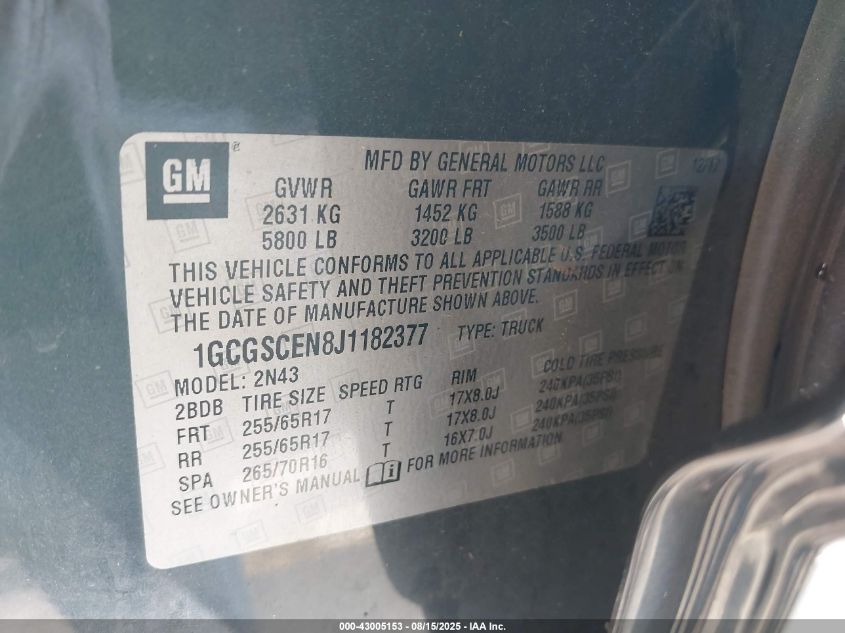 GM
MFD BY GENERAL MOTORS LLC 12/17
GVWR GAWR FRT GAWR RR
2631 KG 1452 KG 1588 KG
5800 LB 3200 LB 3500 LB
THIS VEHICLE CONFORMS TO ALL APPLICABLE U.S. FEDERAL MOTOR
VEHICLE SAFETY AND THEFT PREVENTION STANDARDS IN EFFECT ON
THE DATE OF MANUFACTURE SHOWN ABOVE.
1GCGSCEN8J1182377 TYPE: TRUCK
MODEL: 2N43
2BDB TIRE SIZE SPEED RTG RIM COLD TIRE PRESSURE
FRT 255/65R17 T 17X8.0J 240KPA(35PSI)
RR 255/65R17 T 17X8.0J 240KPA(35PSI)
SPA 265/70R16 T 16X7.0J 240KPA(35PSI)
SEE OWNER'S MANUAL FOR MORE INFORMATION
000-43005153 - 08/15/2025 - IAA Inc.